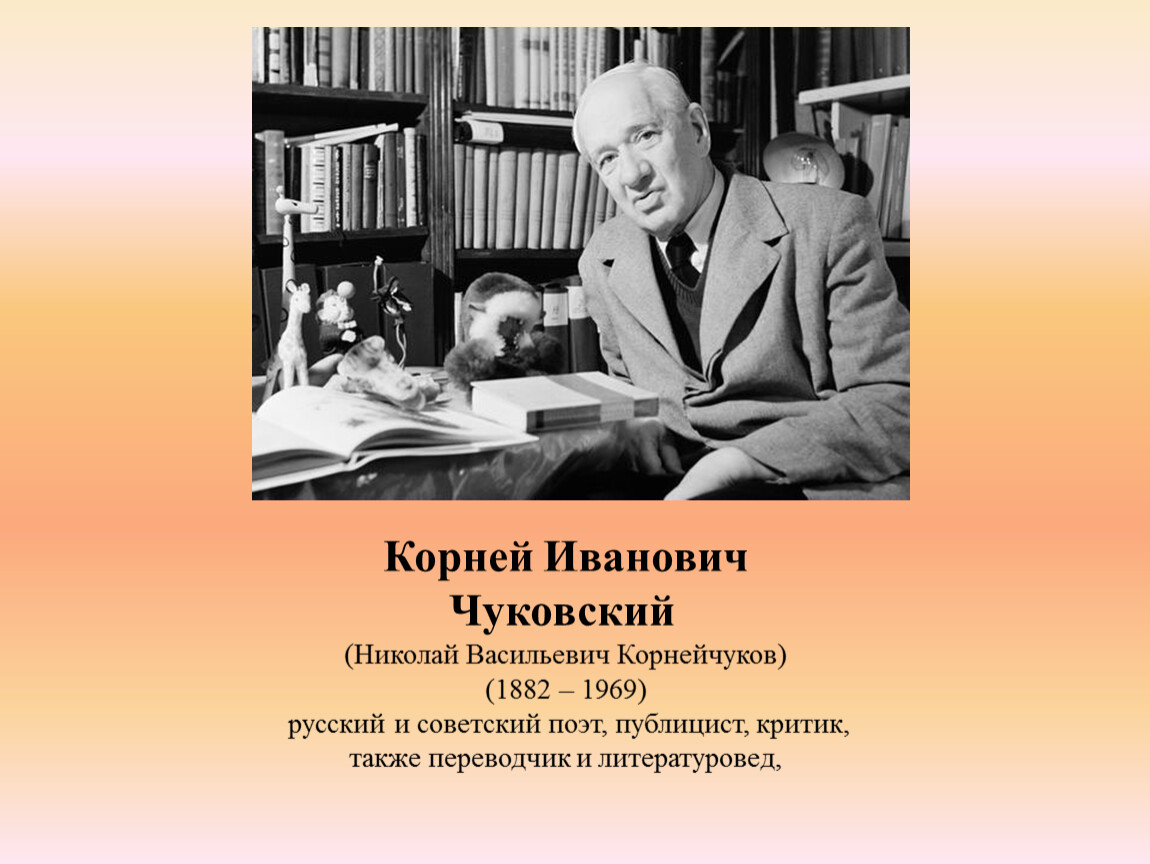 Корней Иванович
Чуковский
(Николай Васильевич Корнейчуков)
(1882 – 1969)
русский и советский поэт, публицист, критик,
также переводчик и литературовед,